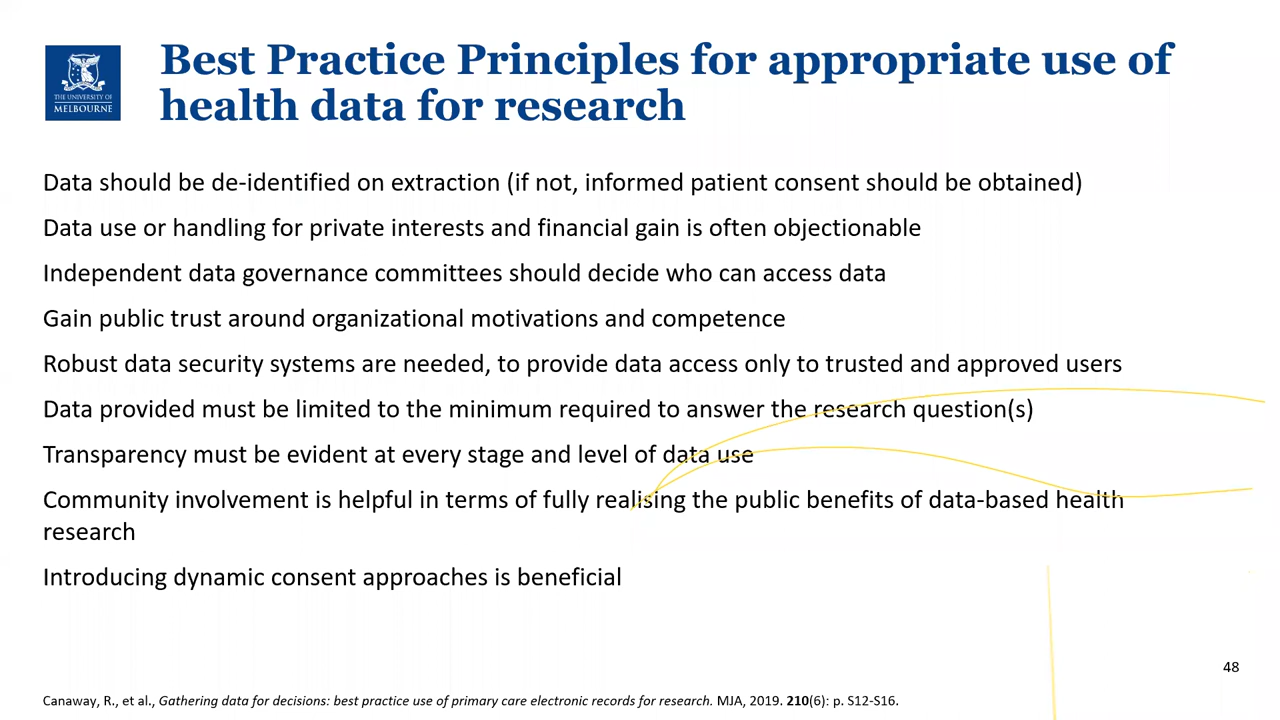 THE UNIVERSITY OF
MELBOURNE
Best Practice Principles for appropriate use of
health data for research
Data should be de-identified on extraction (if not, informed patient consent should be obtained)
Data use or handling for private interests and financial gain is often objectionable
Independent data governance committees should decide who can access data
Gain public trust around organizational motivations and competence
Robust data security systems are needed, to provide data access only to trusted and approved users
Data provided must be limited to the minimum required to answer the research question(s)
Transparency must be evident at every stage and level of data use
Community involvement is helpful in terms of fully realising the public benefits of data-based health
research
Introducing dynamic consent approaches is beneficial
48
Canaway, R., et al., Gathering data for decisions: best practice use of primary care electronic records for research. MJA, 2019. 210(6): p. S12-S16.